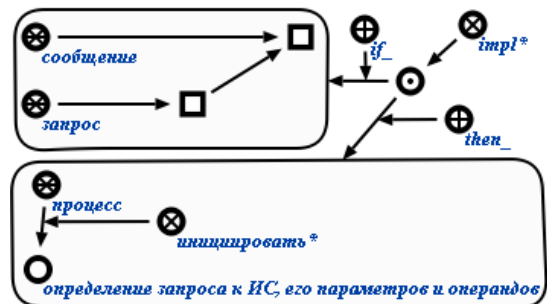 сообщение
if_
impl*
запрос
then_
процесс
инициировать*
определение запроса к ИС, его параметров и операндов